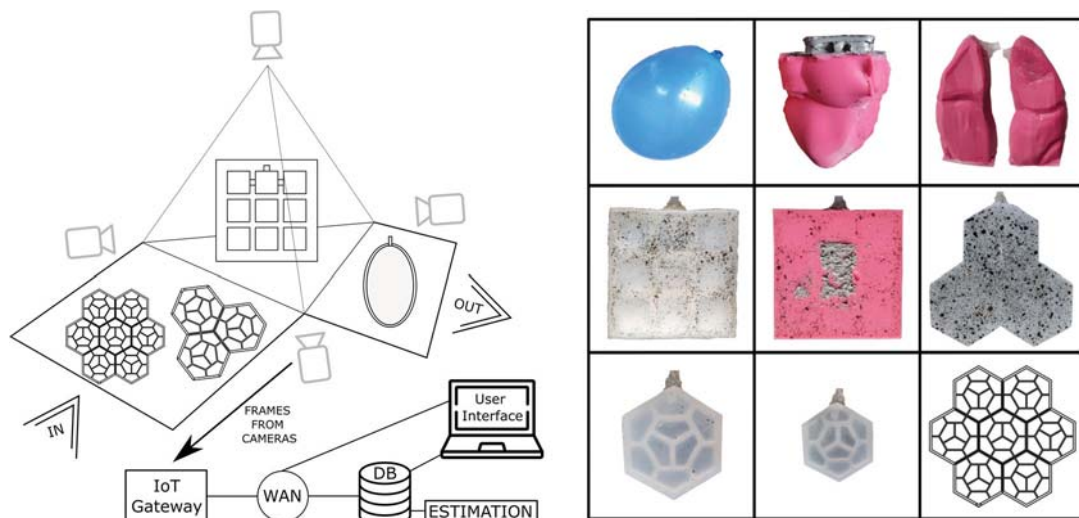 OUT
IN
FRAMES
FROM
CAMERAS
User
Interface
DB
IoT
Gateway
WAN
ESTIMATION